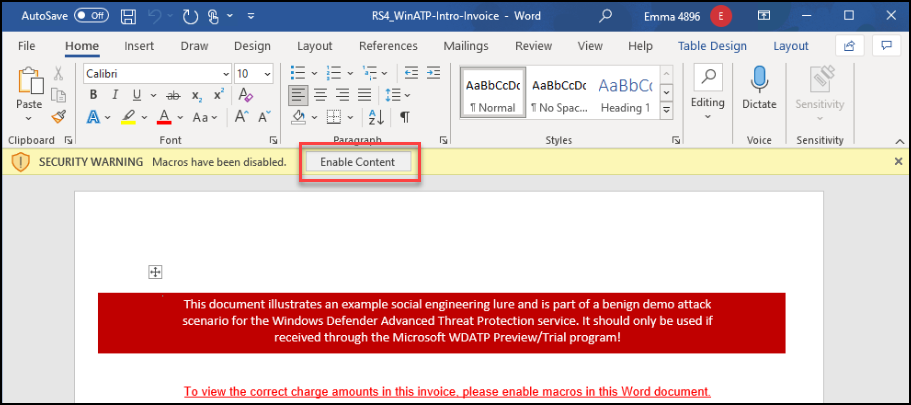 AutoSave Off RS4_WinATP-Intro-Invoice - Word Emma 4896 E
File Home Insert Draw Design Layout References Mailings Review View Help Table Design Layout
Calibri 10 AaBbCcDc AaBbCcDc AaBbCcDc
Paste B I U ab x₂ x² A ¶ Normal ¶ No Spac... Heading 1 Editing Dictate Sensitivity
A A Aa A A Z ¶
Clipboard Font Paragraph Styles Voice Sensitivity
SECURITY WARNING Macros have been disabled. Enable Content
This document illustrates an example social engineering lure and is part of a benign demo attack
scenario for the Windows Defender Advanced Threat Protection service. It should only be used if
received through the Microsoft WDATP Preview/Trial program!
To view the correct charge amounts in this invoice, please enable macros in this Word document.